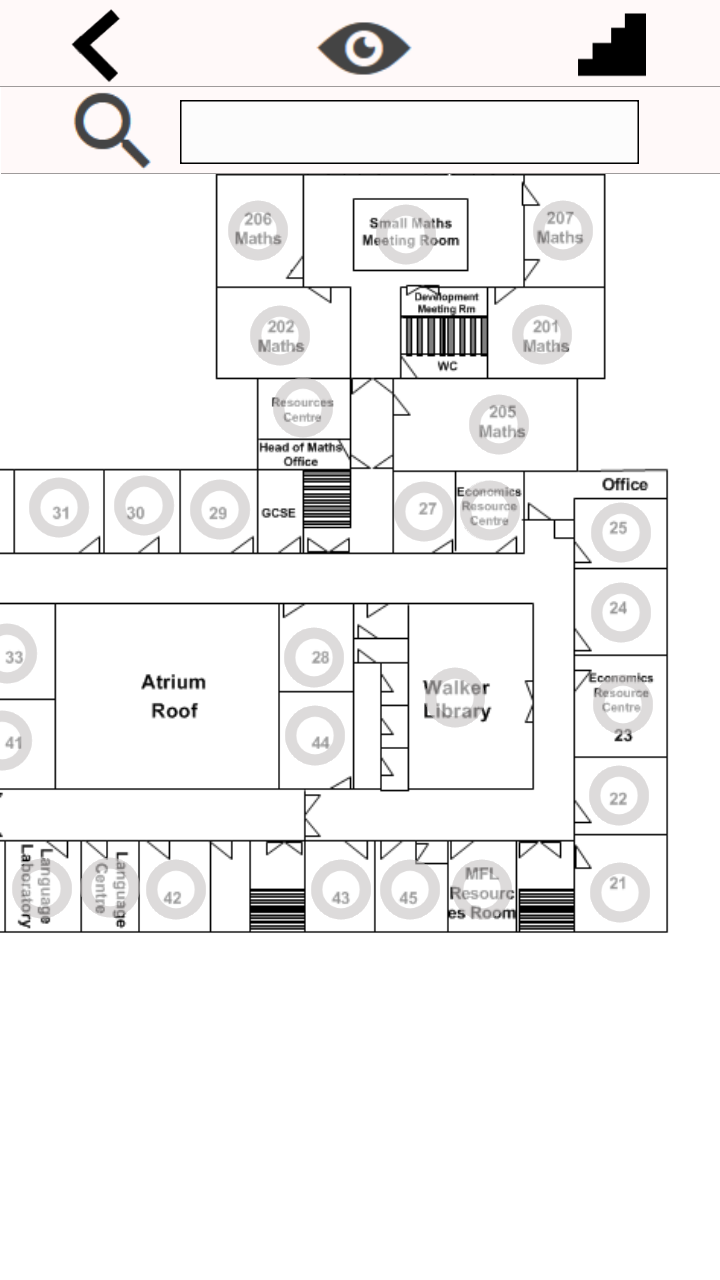 206
Maths
Small Maths
Meeting Room
207
Maths
Development
Meeting Rm
202
Maths
201
Maths
WC
Resources
Centre
205
Maths
Head of Maths
Office
31
30
29
GCSE
27
Economics
Resource
Centre
Office
25
24
33
Atrium
Roof
28
Walker
Library
Economics
Resource
Centre
23
41
44
22
Language
Laboratory
Language
Centre
42
43
45
MFL
Resourc
es Room
21